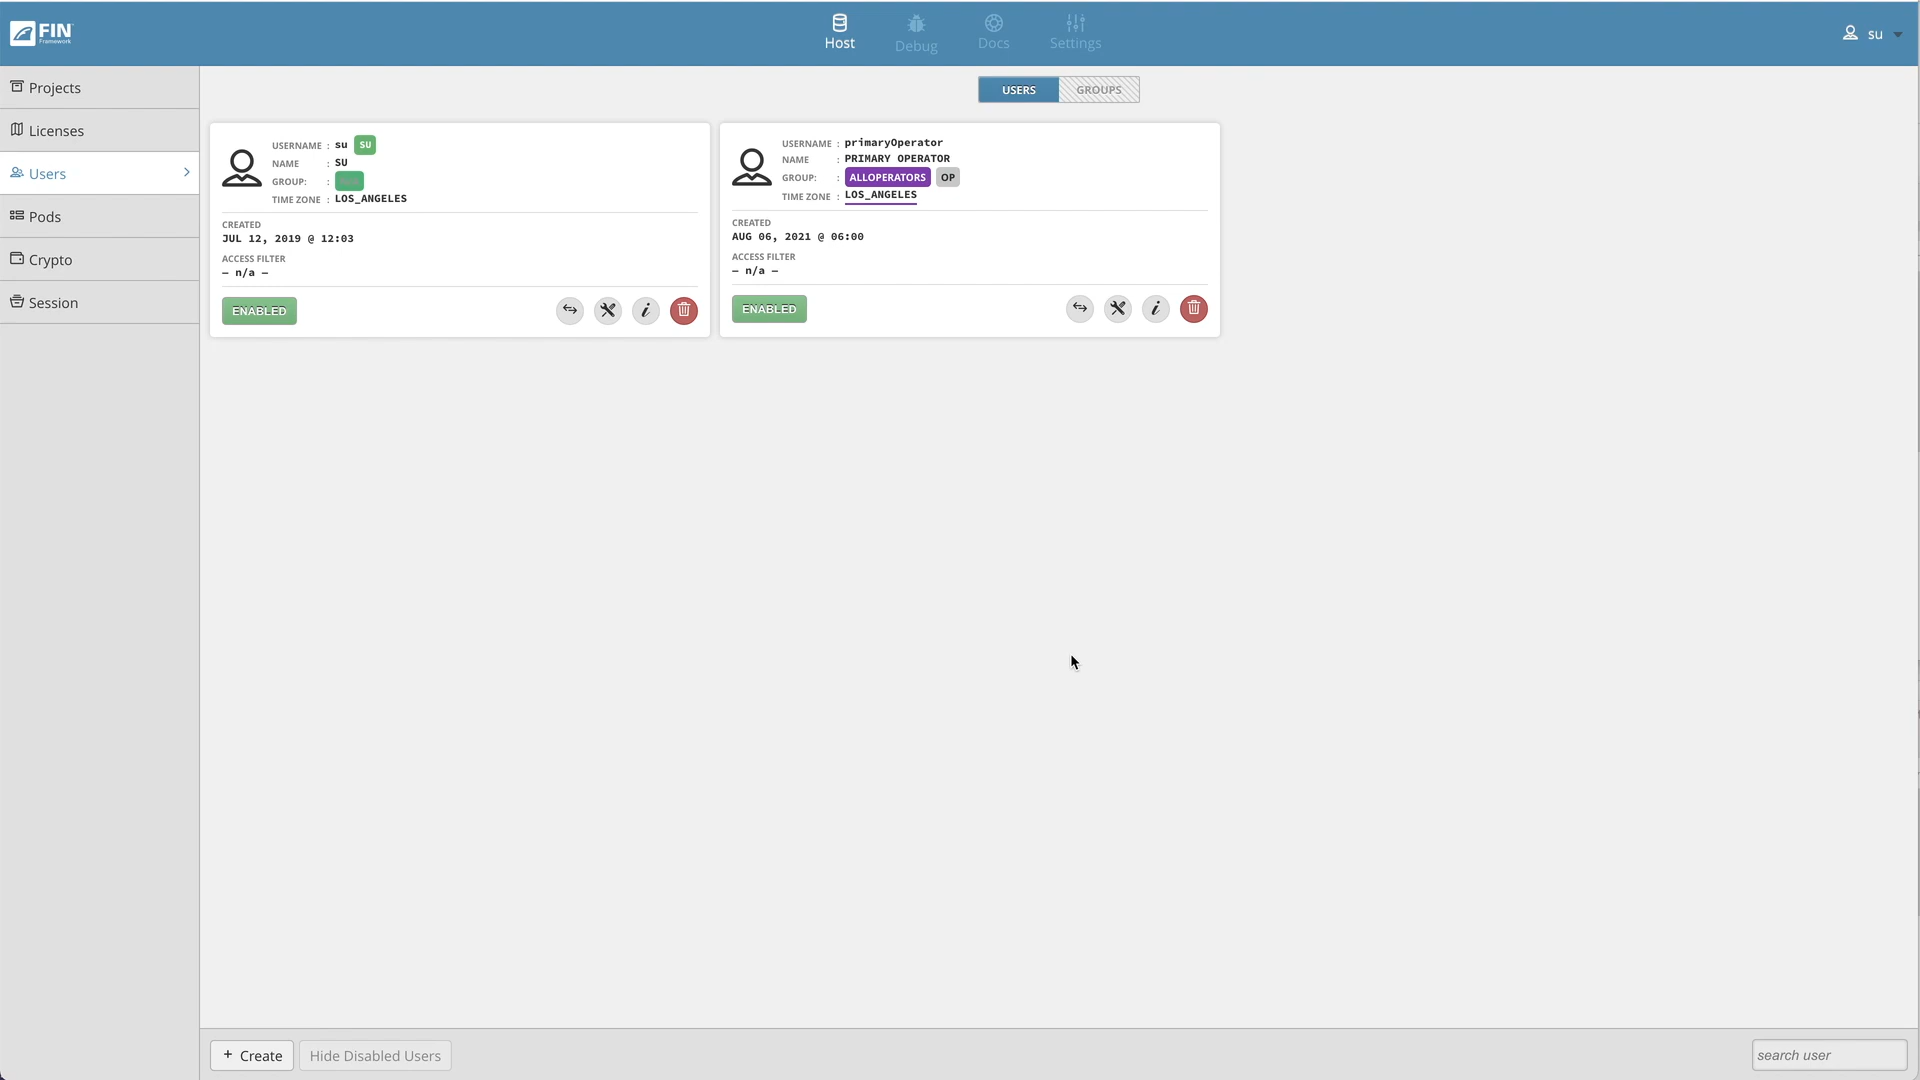 FIN
Framework
Host
Debug
Docs
Settings
su
Projects
Licenses
Users
Pods
Crypto
Session
USERS
GROUPS
USERNAME : su SU
NAME : SU
GROUP: :
TIME ZONE : LOS_ANGELES
CREATED
JUL 12, 2019 @ 12:03
ACCESS FILTER
— n/a —
ENABLED
USERNAME : primaryOperator
NAME : PRIMARY OPERATOR
GROUP: : ALLOPERATORS OP
TIME ZONE : LOS_ANGELES
CREATED
AUG 06, 2021 @ 06:00
ACCESS FILTER
— n/a —
ENABLED
+ Create
Hide Disabled Users
search user